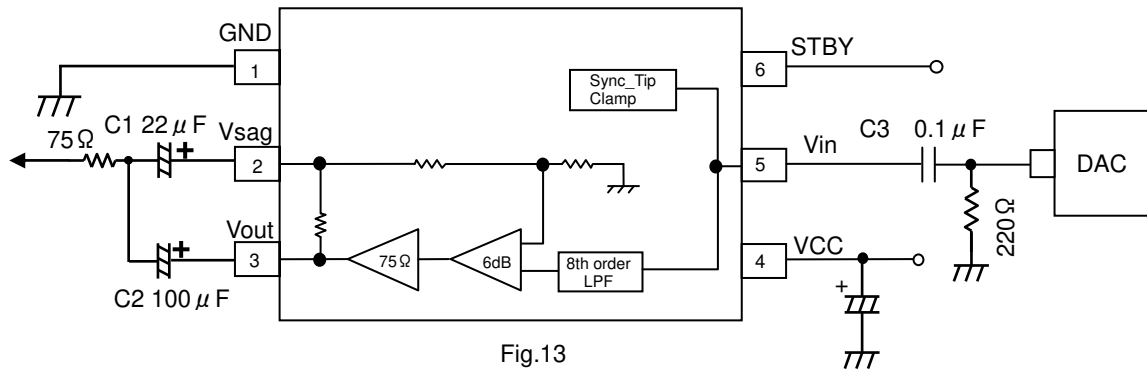 GND
1
STBY
6
Sync_Tip
Clamp
75Ω
C1 22μF
Vsag
2
Vin
5
C3 0.1μF
DAC
220Ω
Vout
3
75Ω
6dB
8th order
LPF
VCC
4
C2 100μF
Fig.13